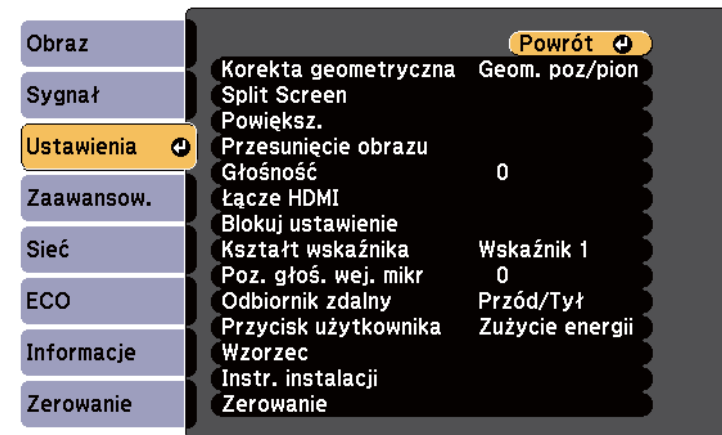 Obraz
Sygnał
Ustawienia
Zaawansow.
Sieć
ECO
Informacje
Zerowanie
Powrót
Korekta geometryczna Geom. poz/pion
Split Screen
Powiększ.
Przesunięcie obrazu
Głośność 0
Łącze HDMI
Blokuj ustawienie
Kształt wskaźnika Wskaźnik 1
Poz. głoś. wej. mikr 0
Odbiornik zdalny Przód/Tył
Przycisk użytkownika Zużycie energii
Wzorzec
Instr. instalacji
Zerowanie